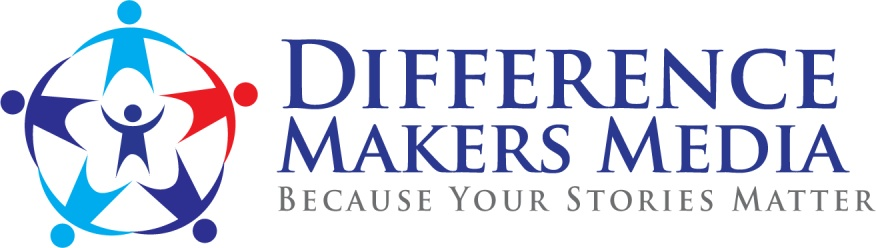 DIFFERENCE
MAKERS MEDIA
BECAUSE YOUR STORIES MATTER